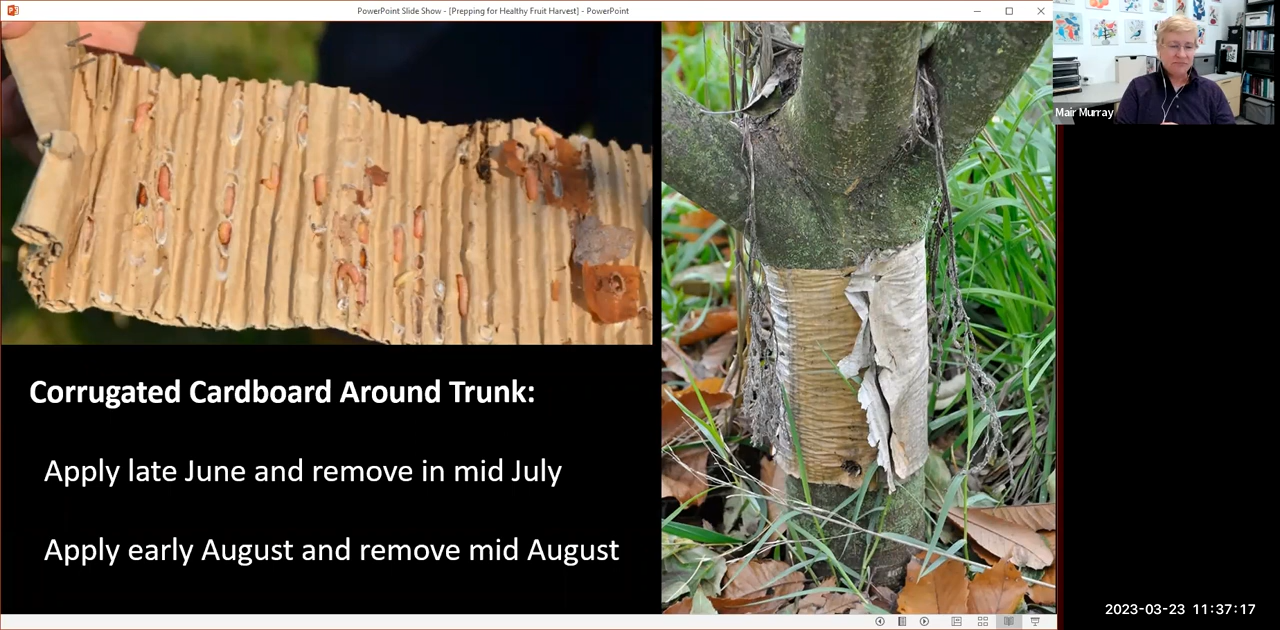 PowerPoint Slide Show - [Prepping for Healthy Fruit Harvest] - PowerPoint
Mair Murray
Corrugated Cardboard Around Trunk:
Apply late June and remove in mid July
Apply early August and remove mid August
2023-03-23 11:37:17